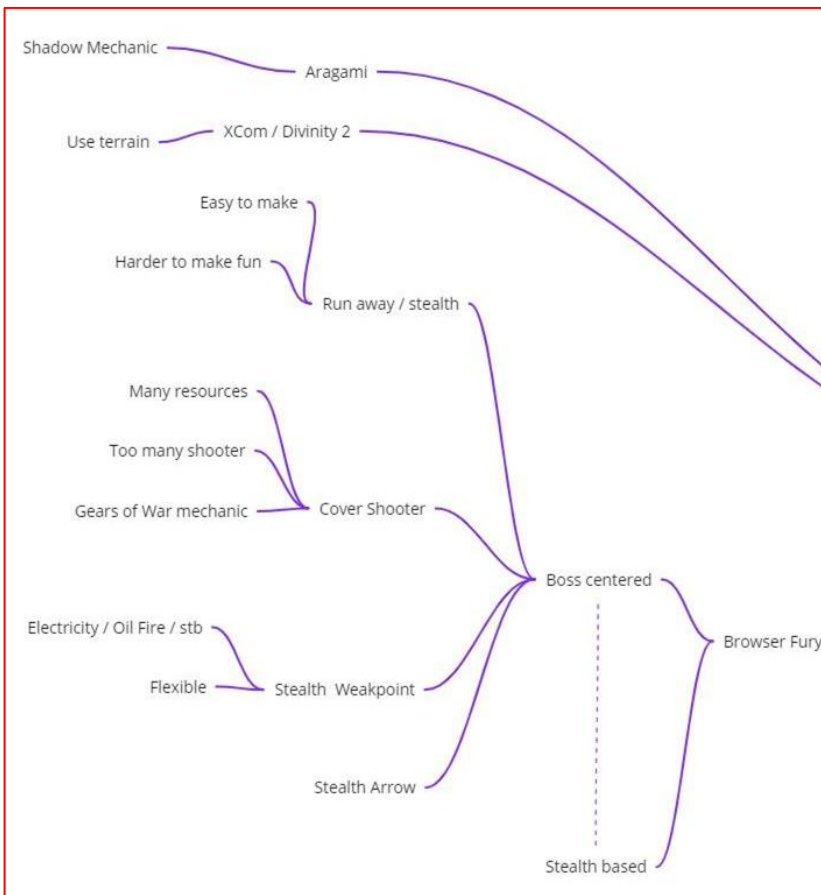 Shadow Mechanic
Aragami
XCom / Divinity 2
Use terrain
Easy to make
Harder to make fun
Run away / stealth
Many resources
Too many shooter
Gears of War mechanic
Cover Shooter
Boss centered
Electricity / Oil Fire / stb
Browser Fury
Flexible
Stealth Weakpoint
Stealth Arrow
Stealth based